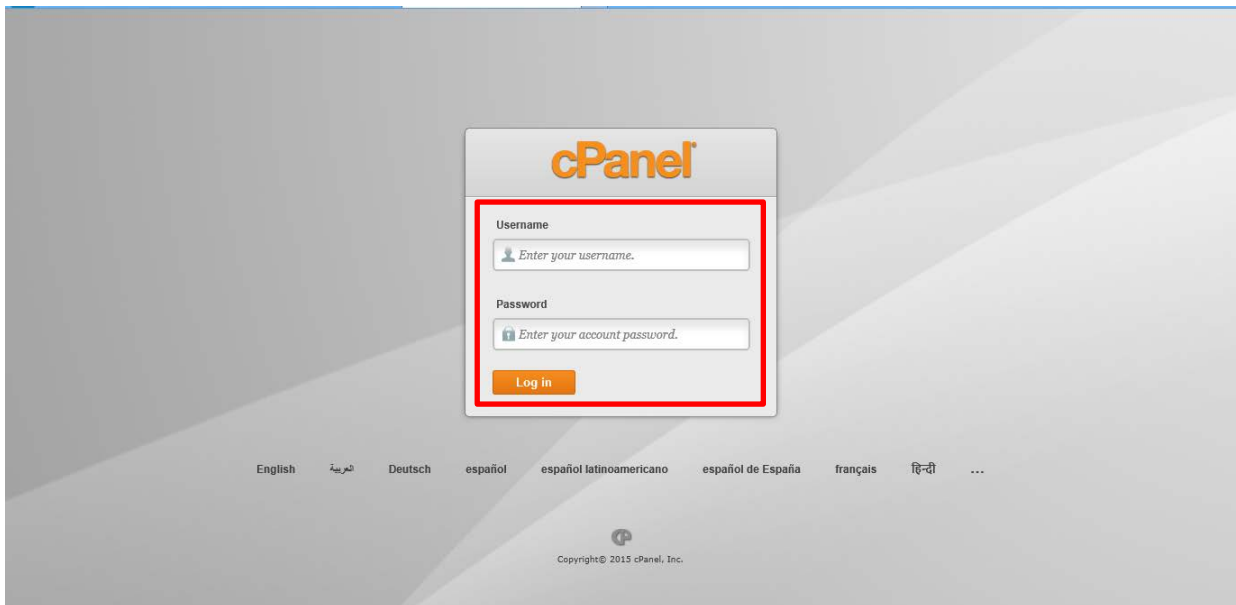 cPanel®
Username
Enter your username.
Password
Enter your account password.
Log in
English العربية Deutsch español español latinoamericano español de España français हिन्दी ...
cP
Copyright© 2015 cPanel, Inc.